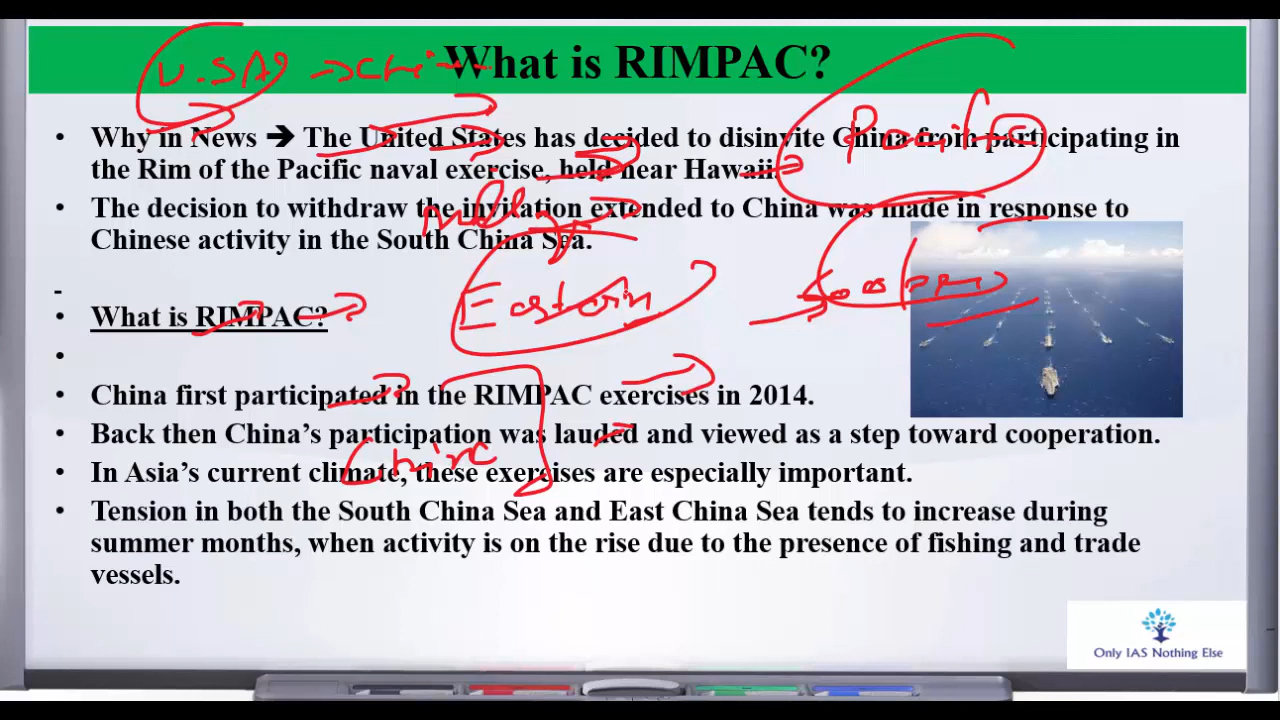 What is RIMPAC?
U.SA
Pacific
• Why in News ➔ The United States has decided to disinvite China from participating in
the Rim of the Pacific naval exercise, held near Hawaii.
• The decision to withdraw the invitation extended to China was made in response to
Chinese activity in the South China Sea.
Eastern
-
• What is RIMPAC?
•
• China first participated in the RIMPAC exercises in 2014.
• Back then China’s participation was lauded and viewed as a step toward cooperation.
China
• In Asia’s current climate, these exercises are especially important.
• Tension in both the South China Sea and East China Sea tends to increase during
summer months, when activity is on the rise due to the presence of fishing and trade
vessels.
Only IAS Nothing Else